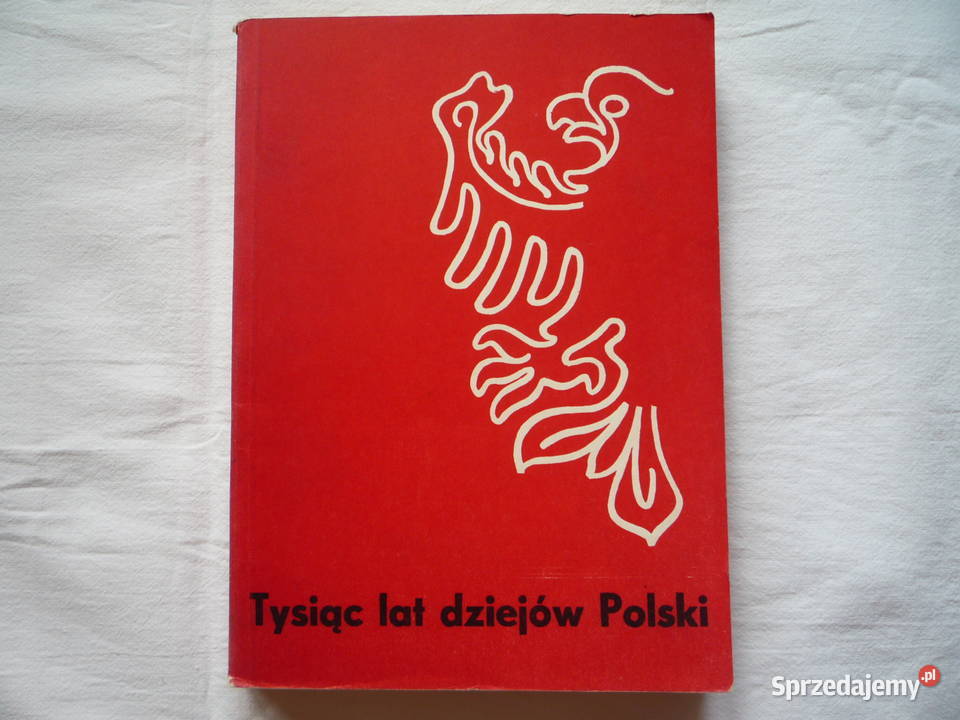 Tysiąc lat dziejów Polski
Sprzedajemy.pl